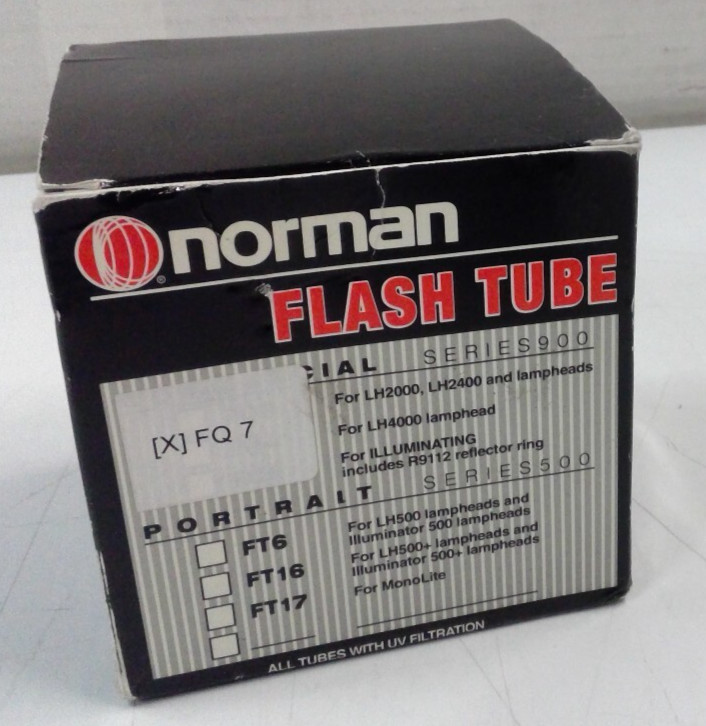 norman
®
FLASH TUBE
CIAL SERIES900
For LH2000, LH2400 and lampheads
For LH4000 lamphead
For ILLUMINATING
includes R9112 reflector ring
[X] FQ 7
PORTRAIT SERIES500
FT6 For LH500 lampheads and
Illuminator 500 lampheads
FT16 For LH500+ lampheads and
Illuminator 500+ lampheads
FT17 For MonoLite
ALL TUBES WITH UV FILTRATION